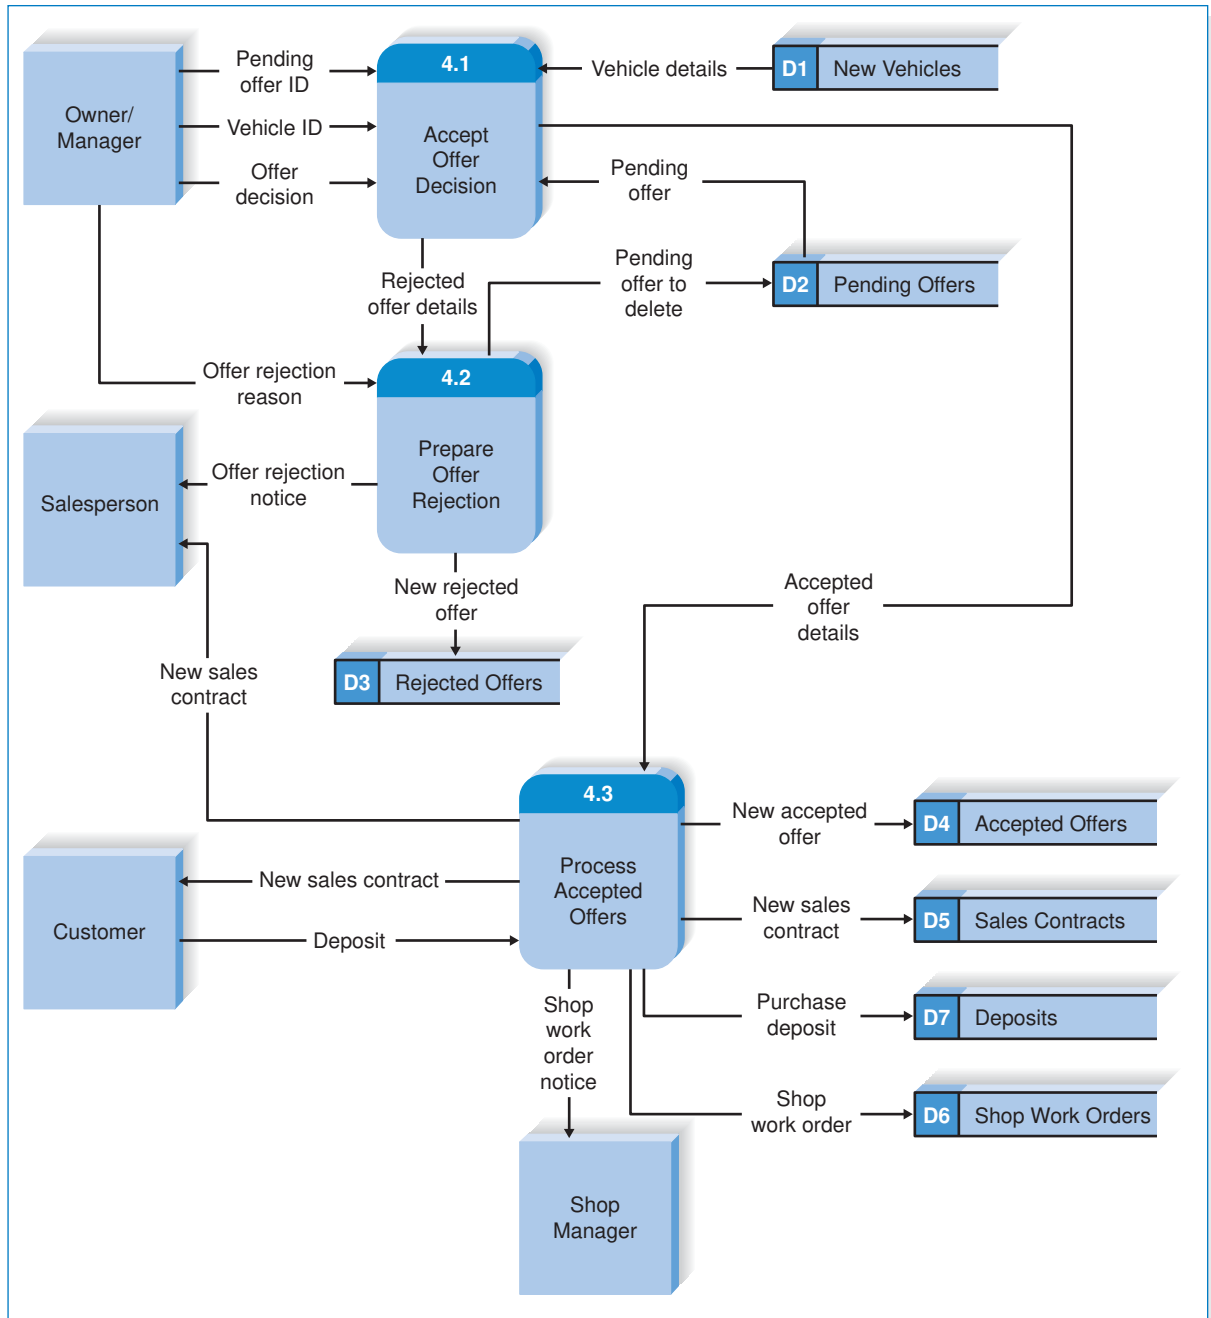 Pending
offer ID
4.1
Vehicle details
D1
New Vehicles
Owner/
Manager
Vehicle ID
Accept
Offer
Decision
Offer
decision
Pending
offer
Rejected
offer details
Pending
offer to
delete
D2
Pending Offers
Offer rejection
reason
4.2
Prepare
Offer
Rejection
Offer rejection
notice
Salesperson
New rejected
offer
Accepted
offer
details
New sales
contract
D3
Rejected Offers
4.3
New accepted
offer
D4
Accepted Offers
Process
Accepted
Offers
New sales contract
Customer
Deposit
New sales
contract
D5
Sales Contracts
Shop
work
order
notice
Purchase
deposit
D7
Deposits
Shop
work order
D6
Shop Work Orders
Shop
Manager